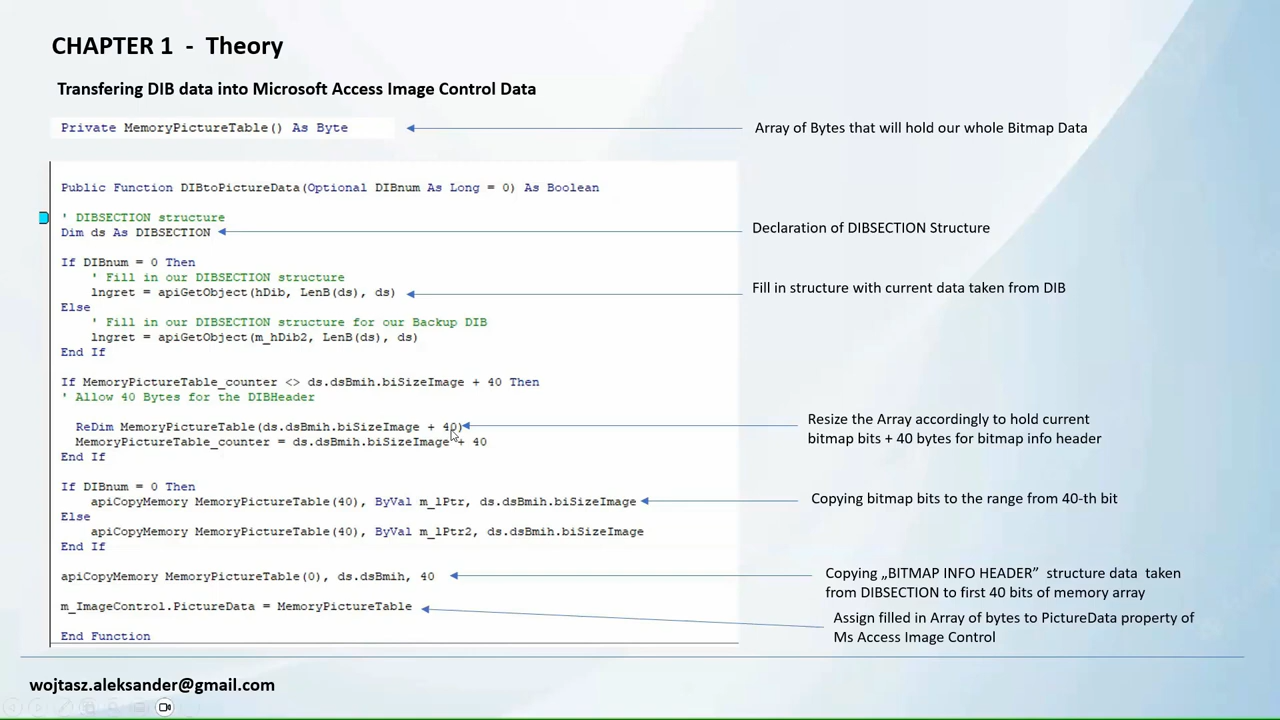 CHAPTER 1 - Theory
Transfering DIB data into Microsoft Access Image Control Data
Private MemoryPictureTable() As Byte
Array of Bytes that will hold our whole Bitmap Data
Public Function DIBtoPictureData(Optional DIBnum As Long = 0) As Boolean
' DIBSECTION structure
Dim ds As DIBSECTION
Declaration of DIBSECTION Structure
If DIBnum = 0 Then
' Fill in our DIBSECTION structure
lngret = apiGetObject(hDib, LenB(ds), ds)
Fill in structure with current data taken from DIB
Else
' Fill in our DIBSECTION structure for our Backup DIB
lngret = apiGetObject(m_hDib2, LenB(ds), ds)
End If
If MemoryPictureTable_counter <> ds.dsBmih.biSizeImage + 40 Then
' Allow 40 Bytes for the DIBHeader
ReDim MemoryPictureTable(ds.dsBmih.biSizeImage + 40)
MemoryPictureTable_counter = ds.dsBmih.biSizeImage + 40
End If
Resize the Array accordingly to hold current
bitmap bits + 40 bytes for bitmap info header
If DIBnum = 0 Then
apiCopyMemory MemoryPictureTable(40), ByVal m_lPtr, ds.dsBmih.biSizeImage
Copying bitmap bits to the range from 40-th bit
Else
apiCopyMemory MemoryPictureTable(40), ByVal m_lPtr2, ds.dsBmih.biSizeImage
End If
apiCopyMemory MemoryPictureTable(0), ds.dsBmih, 40
Copying „BITMAP INFO HEADER” structure data taken
from DIBSECTION to first 40 bits of memory array
m_ImageControl.PictureData = MemoryPictureTable
Assign filled in Array of bytes to PictureData property of
Ms Access Image Control
End Function
wojtasz.aleksander@gmail.com